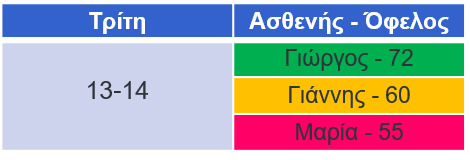 Τρίτη Ασθενής - Όφελος
13-14
Γιώργος - 72
Γιάννης - 60
Μαρία - 55